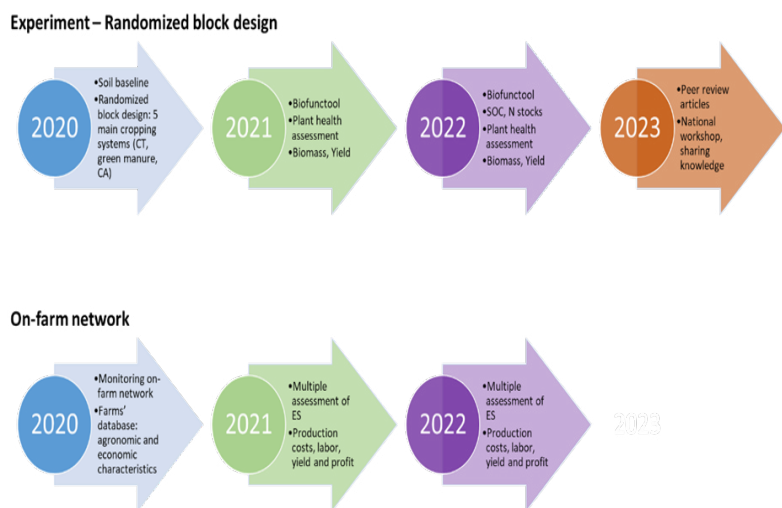 Experiment – Randomized block design
2020
•Soil baseline
•Randomized
block design: 5
main cropping
systems (CT,
green manure,
CA)
2021
•Biofunctool
•Plant health
assessment
•Biomass, Yield
2022
•Biofunctool
•SOC, N stocks
•Plant health
assessment
•Biomass, Yield
2023
•Peer review
articles
•National
workshop,
sharing
knowledge
On-farm network
2020
•Monitoring on-
farm network
•Farms'
database:
agronomic and
economic
characteristics
2021
•Multiple
assessment of
ES
•Production
costs, labor,
yield and profit
2022
•Multiple
assessment of
ES
•Production
costs, labor,
yield and profit
2023